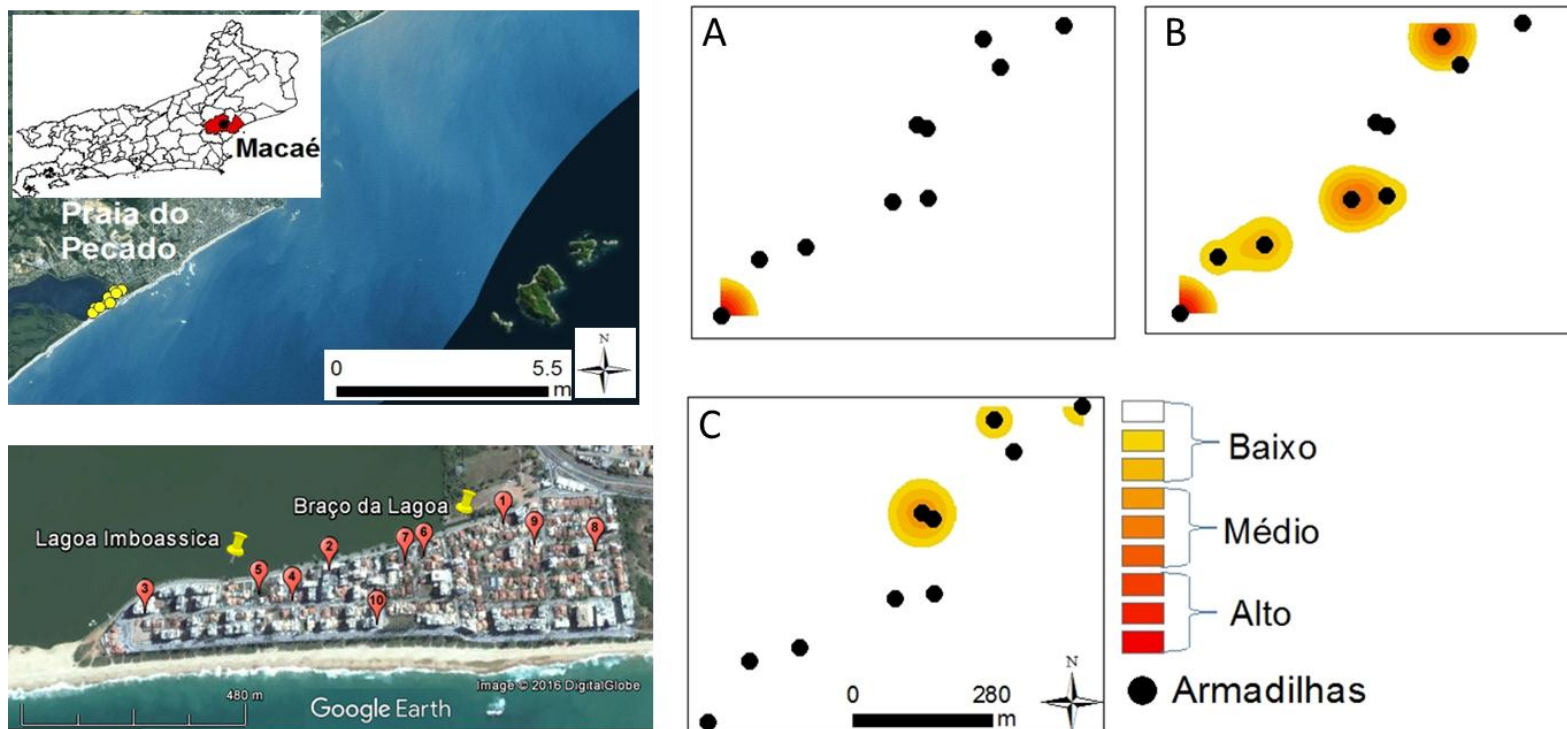 Macaé
Praia do
Pecado
0 5.5
m
N
Braço da Lagoa
Lagoa Imboassica
1
9
8
6
7
2
5
4
3
10
480 m
Google Earth
Image © 2016 DigitalGlobe
A
B
C
0 280
m
N
Baixo
Médio
Alto
Armadilhas